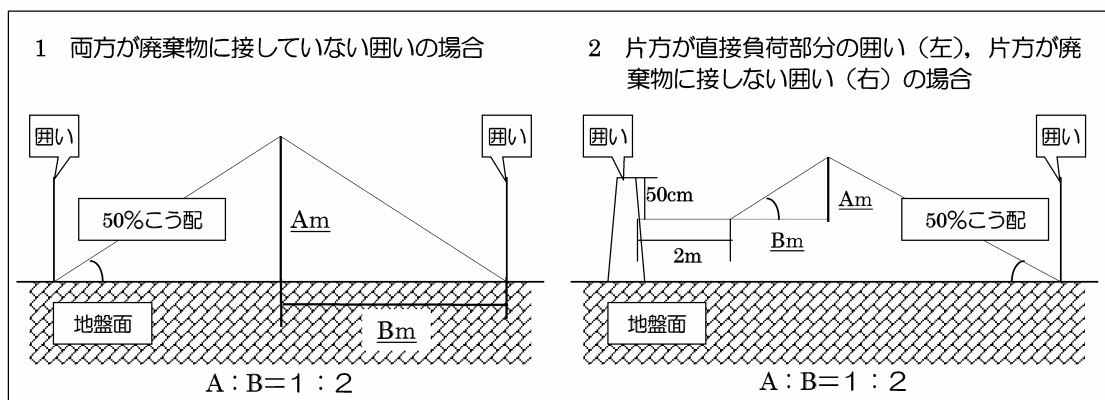 1 両方が廃棄物に接していない囲いの場合
囲い
囲い
50%こう配
Am
地盤面
Bm
A：B＝１：２
2 片方が直接負荷部分の囲い（左），片方が廃
棄物に接しない囲い（右）の場合
囲い
囲い
50cm
Am
50%こう配
Bm
2m
地盤面
A：B＝１：２